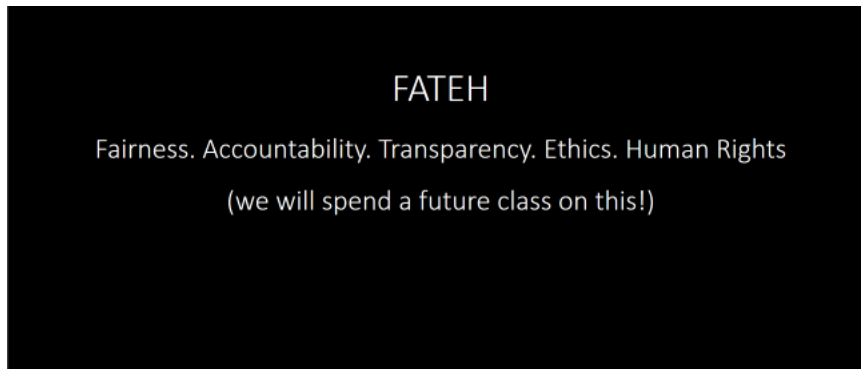 FATEH
Fairness. Accountability. Transparency. Ethics. Human Rights
(we will spend a future class on this!)